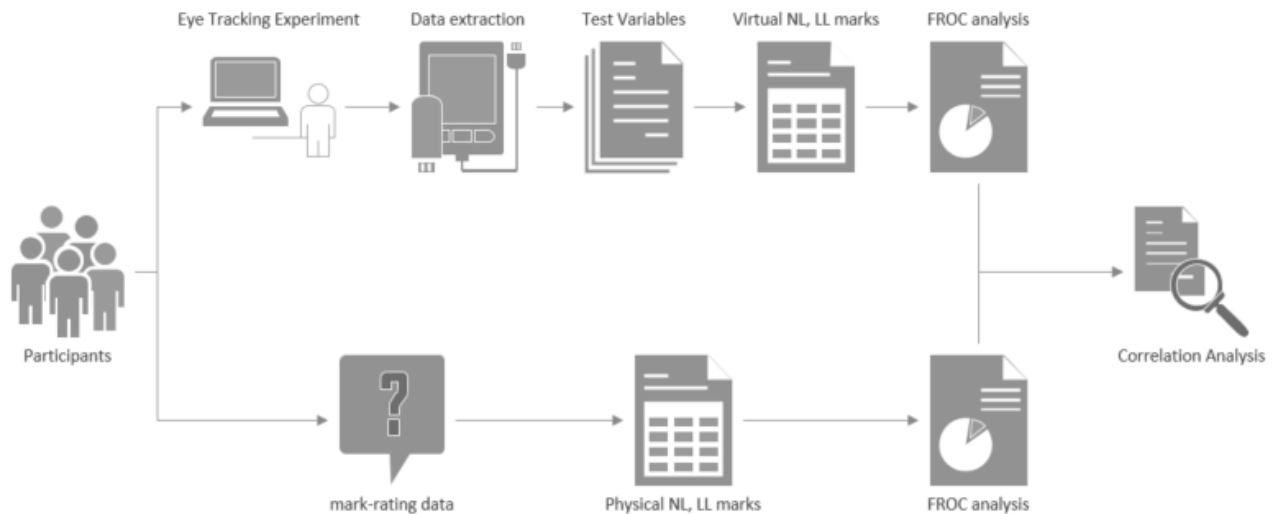 Eye Tracking Experiment
Data extraction
Test Variables
Virtual NL, LL marks
FROC analysis
Participants
Correlation Analysis
?
mark-rating data
Physical NL, LL marks
FROC analysis